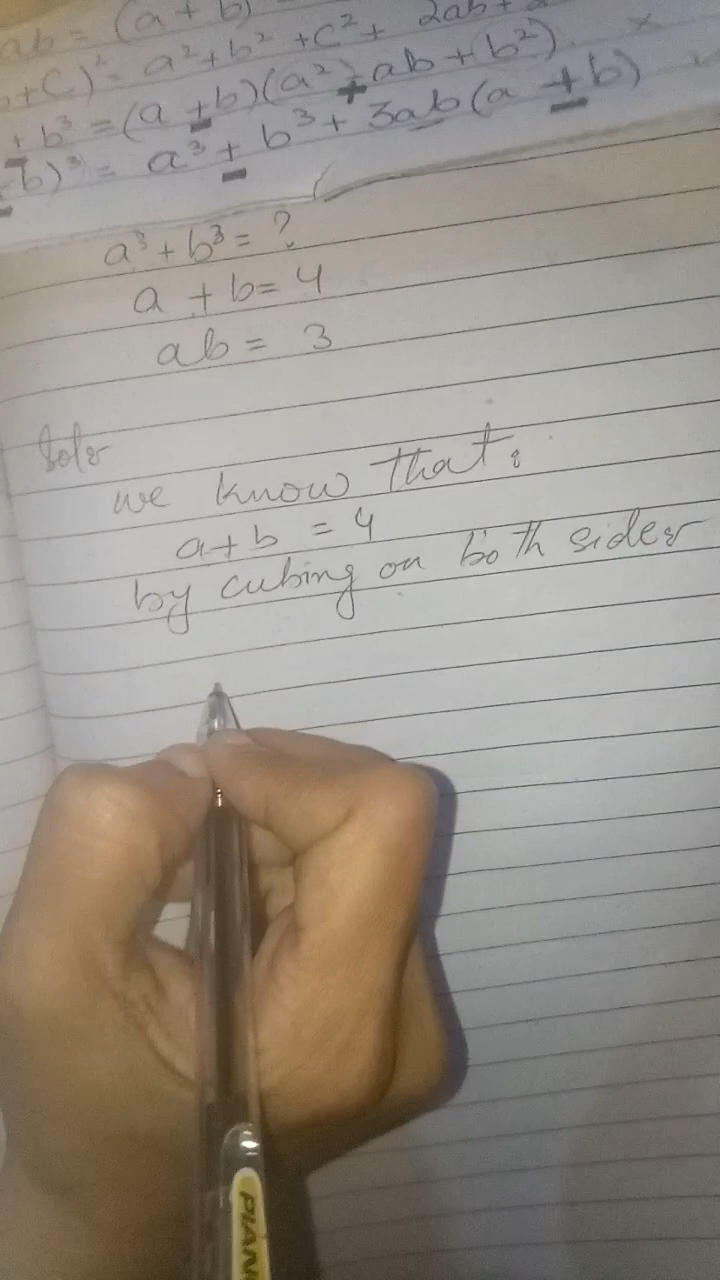 ab = (a + b)
+c)² = a² + b² + c² + 2ab +
+ b³ = (a + b)(a² + ab + b²).
b)³ = a³ + b³ + 3ab(a + b)
a³ + b³ = ?
a + b = 4
ab = 3
Sol:
we know that:
a + b = 4
by cubing on both sides
PIAN